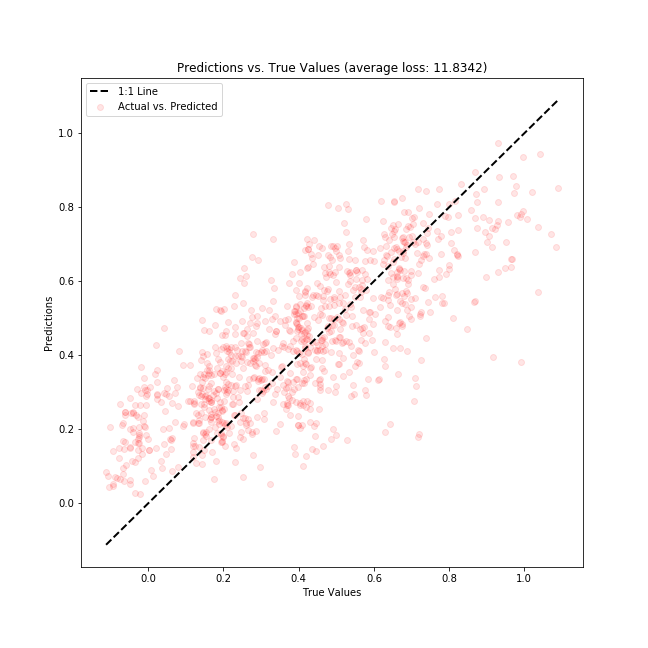 Predictions vs. True Values (average loss: 11.8342)
1:1 Line
Actual vs. Predicted
1.0
0.8
0.6
0.4
0.2
0.0
Predictions
0.0 0.2 0.4 0.6 0.8 1.0
True Values